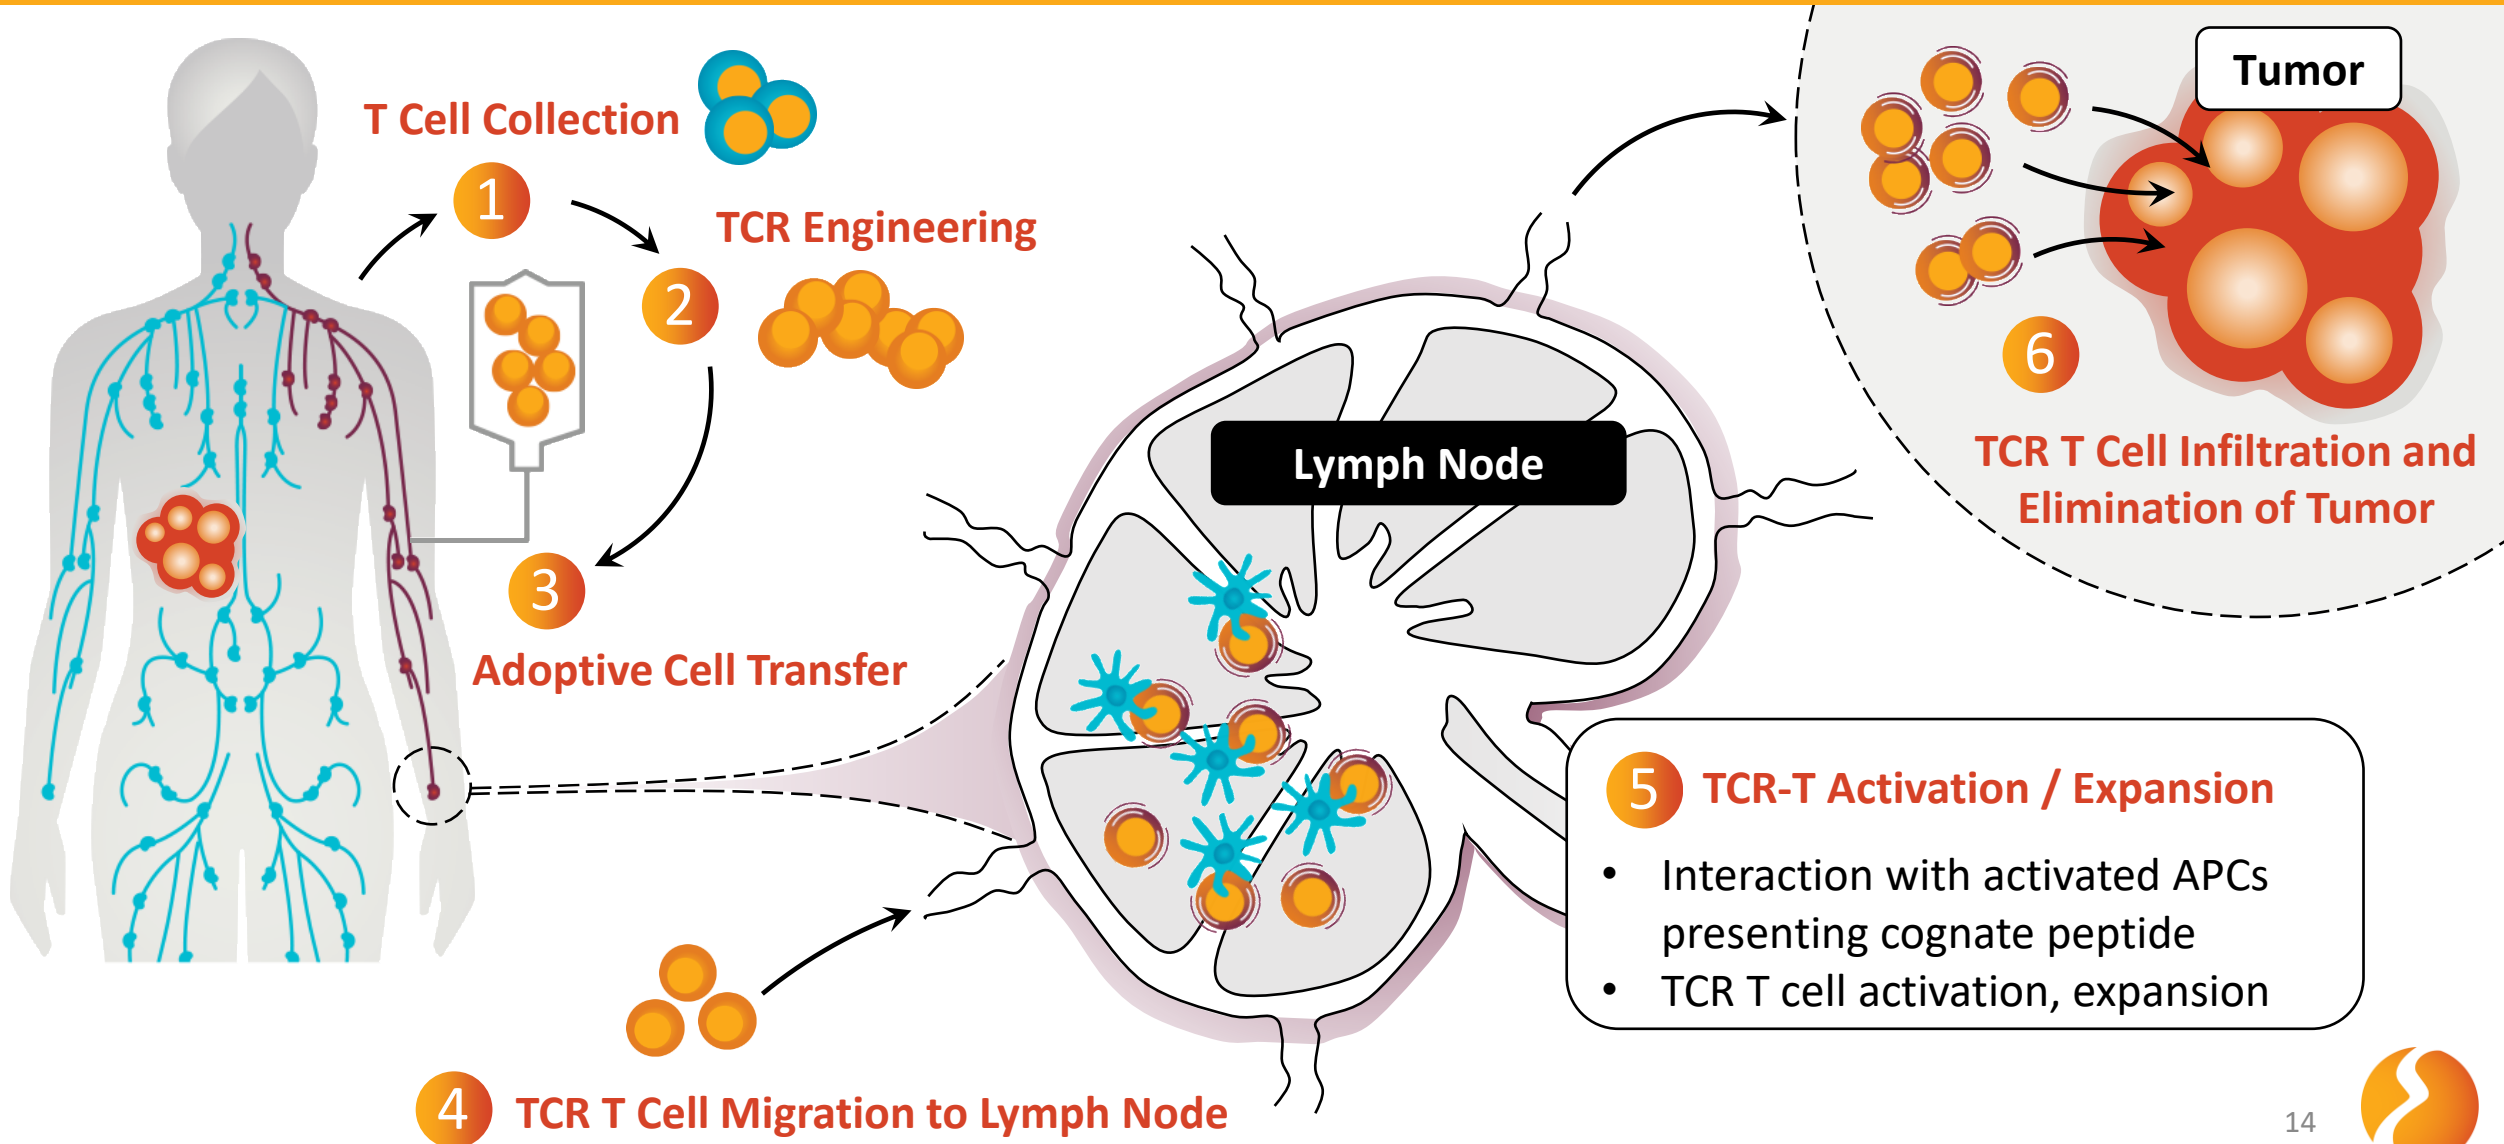 T Cell Collection
1
TCR Engineering
2
3
Adoptive Cell Transfer
4
TCR T Cell Migration to Lymph Node
Lymph Node
5
TCR-T Activation / Expansion
• Interaction with activated APCs
presenting cognate peptide
• TCR T cell activation, expansion
Tumor
6
TCR T Cell Infiltration and
Elimination of Tumor
14